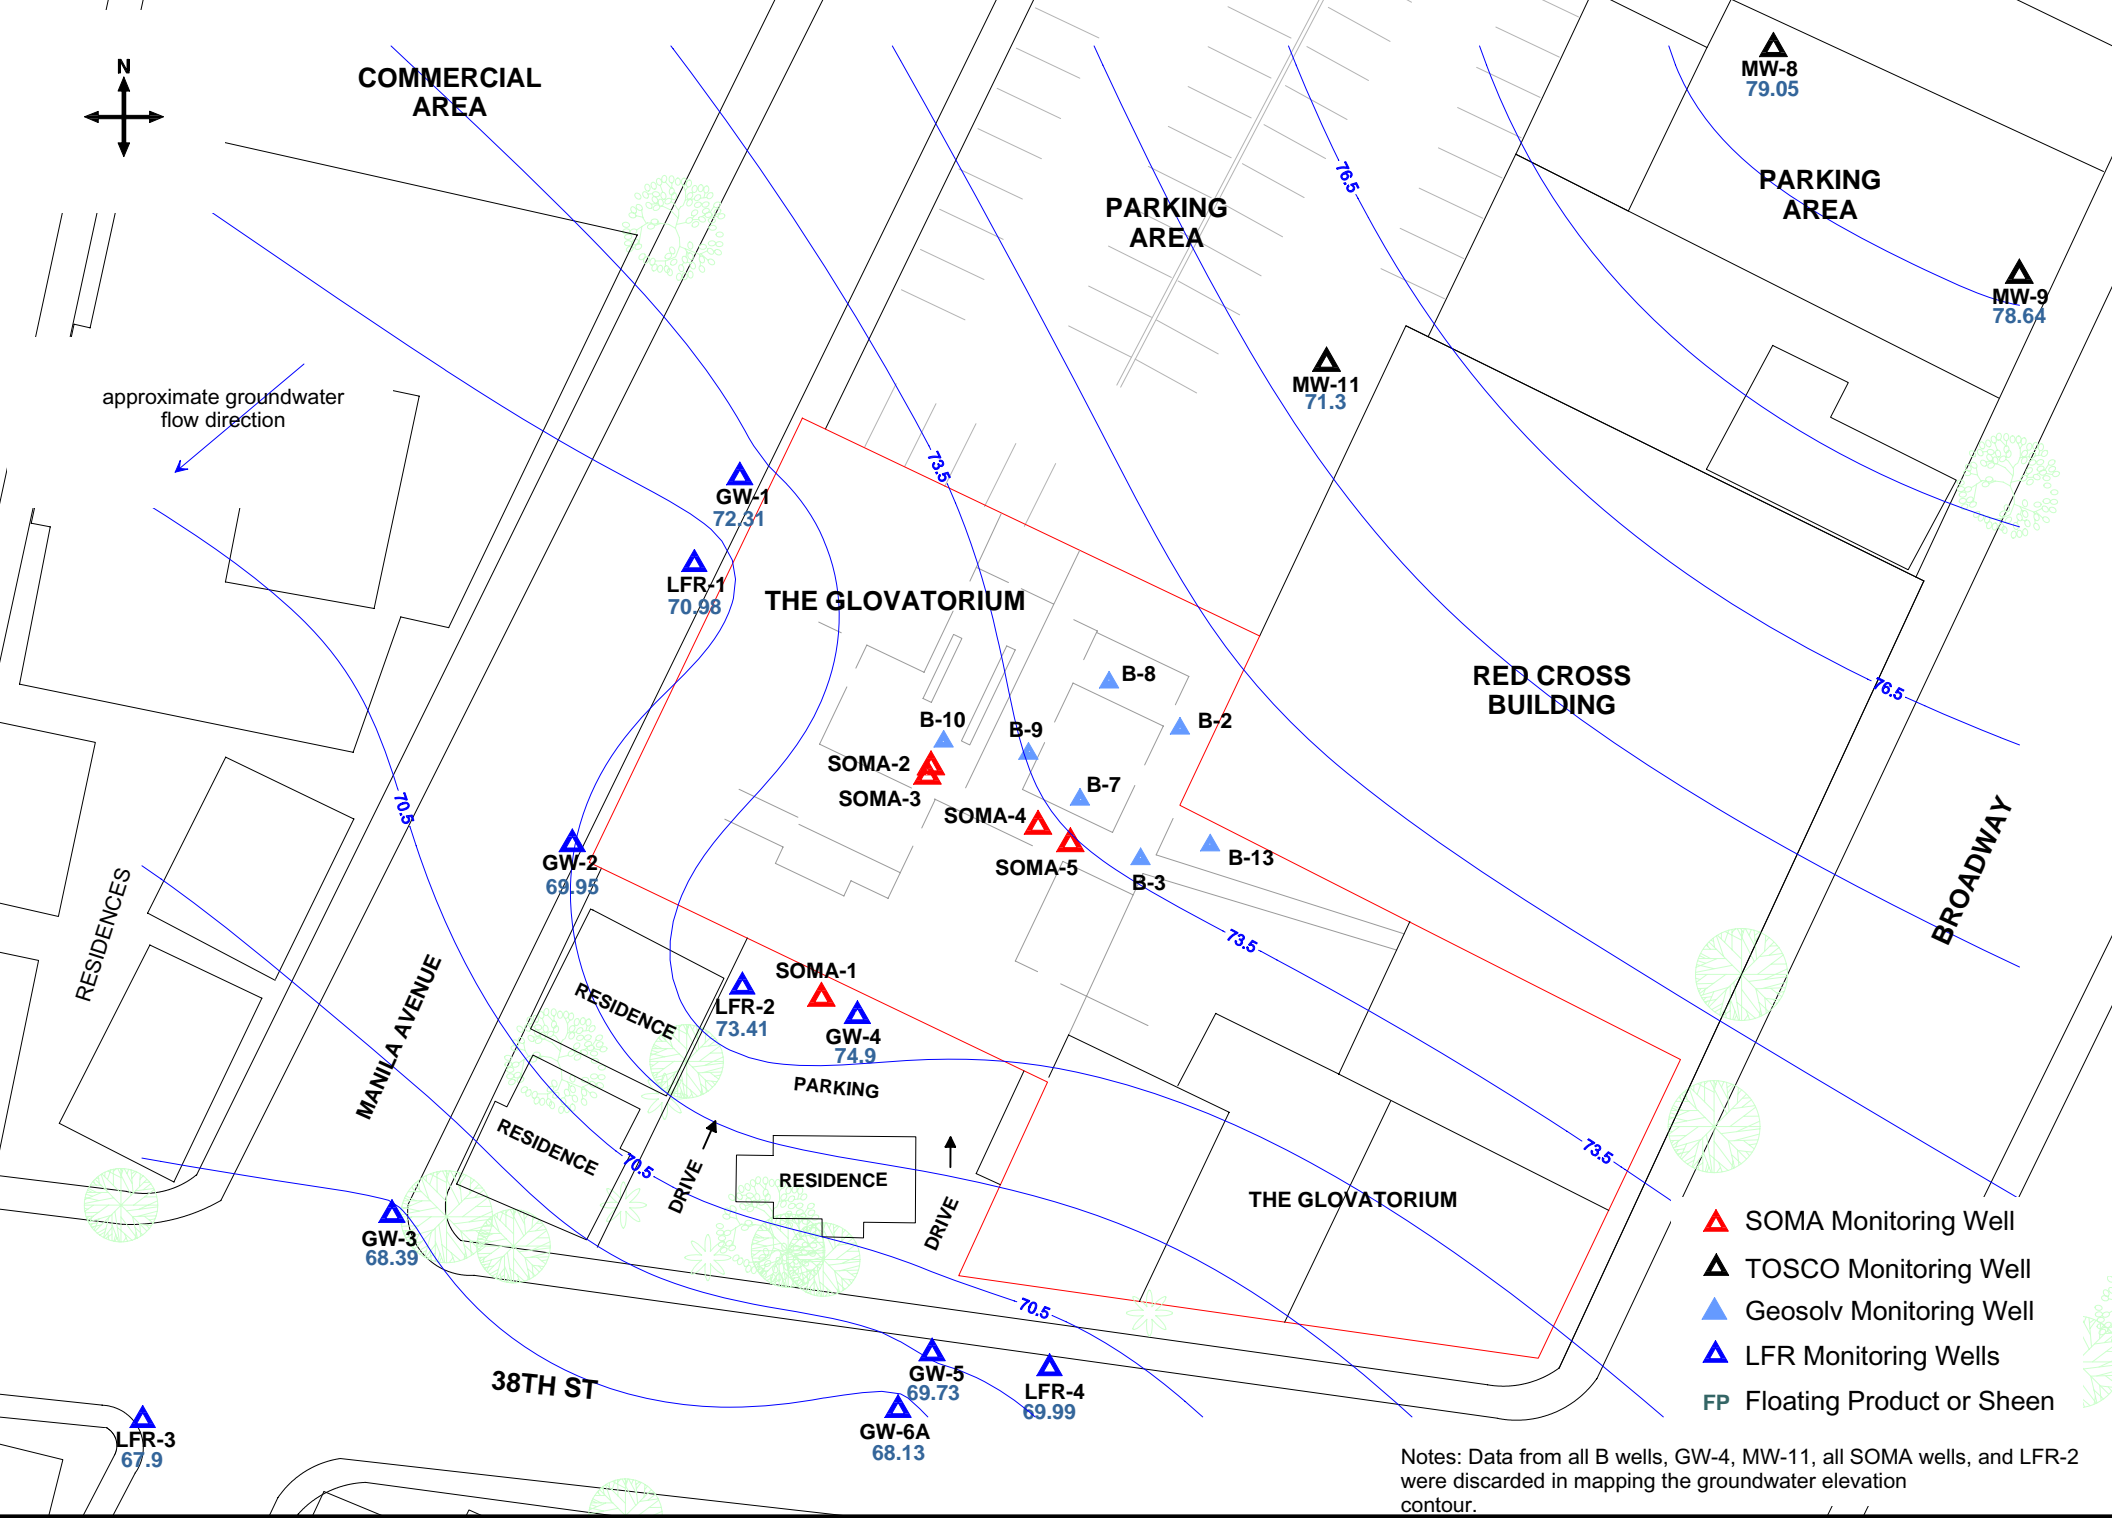 N
COMMERCIAL
AREA
MW-8
79.05
PARKING
AREA
76.5
PARKING
AREA
MW-9
78.64
approximate groundwater
flow direction
MW-11
71.3
73.5
GW-1
72.31
LFR-1
70.98
THE GLOVATORIUM
B-8
RED CROSS
BUILDING
76.5
B-10
B-9
B-2
SOMA-2
SOMA-3
B-7
SOMA-4
70.5
GW-2
69.95
SOMA-5
B-13
B-3
BROADWAY
RESIDENCES
73.5
MANILA AVENUE
RESIDENCE
SOMA-1
LFR-2
73.41
GW-4
74.9
PARKING
RESIDENCE
70.5
DRIVE
RESIDENCE
DRIVE
73.5
THE GLOVATORIUM
GW-3
68.39
70.5
38TH ST
GW-5
69.73
LFR-4
69.99
GW-6A
68.13
LFR-3
67.9
SOMA Monitoring Well
TOSCO Monitoring Well
Geosolv Monitoring Well
LFR Monitoring Wells
FP Floating Product or Sheen
Notes: Data from all B wells, GW-4, MW-11, all SOMA wells, and LFR-2
were discarded in mapping the groundwater elevation
contour.